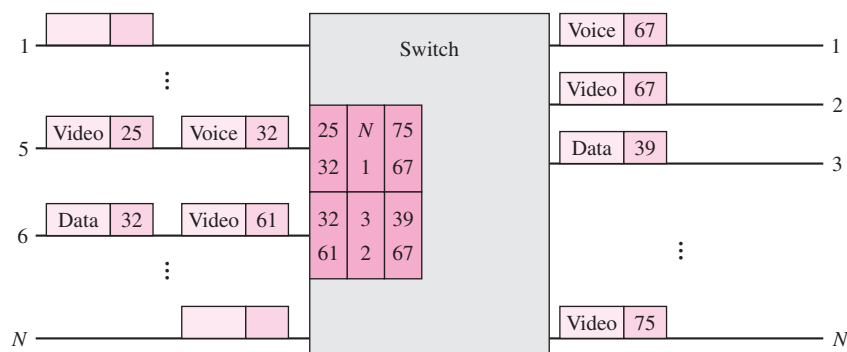 1 Voice 67 1
Switch
⋮
Video 67 2
5 Video 25 Voice 32 25 N 75
Data 39 3
32 1 67
6 Data 32 Video 61 32 3 39
61 2 67
⋮ ⋮
N Video 75 N